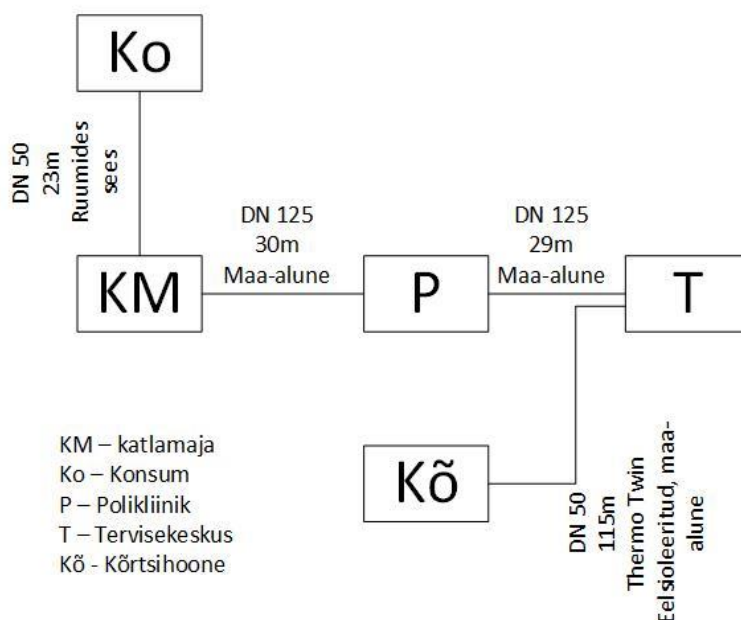 Ko
DN 50
23m
Ruumides
sees
DN 125
30m
Maa-alune
DN 125
29m
Maa-alune
KM
P
T
KM – katlamaja
Ko – Konsum
P – Polikliinik
T – Tervisekeskus
Kõ - Kõrtsihoone
Kõ
DN 50
115m
Thermo Twin
Eelsioleeritud, maa-
alune